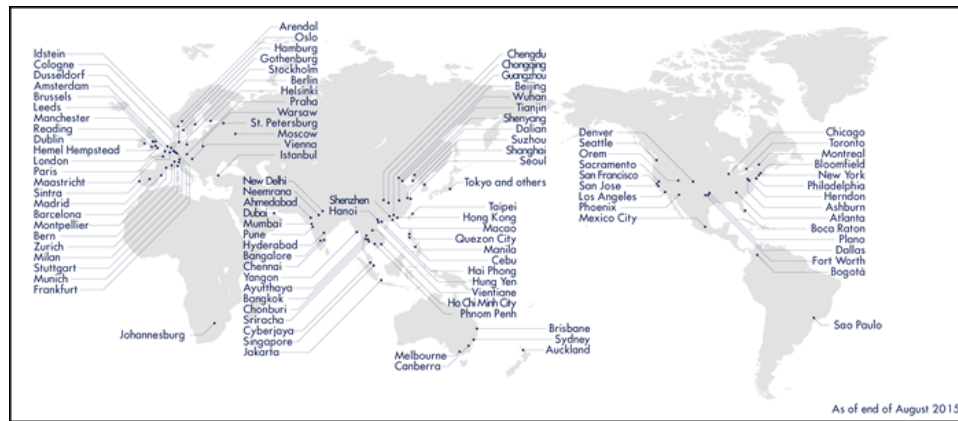 Arendal
Oslo
Hamburg
Gothenburg
Stockholm
Berlin
Helsinki
Praha
Warsaw
St. Petersburg
Moscow
Vienna
Istanbul
Idstein
Cologne
Dusseldorf
Amsterdam
Brussels
Leeds
Manchester
Reading
Dublin
Hemel Hempstead
London
Paris
Maastricht
Sintra
Madrid
Barcelona
Montpellier
Bern
Zurich
Milan
Stuttgart
Munich
Frankfurt
Johannesburg
New Delhi
Neemrana
Ahmedabad
Dubai
Mumbai
Pune
Hyderabad
Bangalore
Chennai
Yangon
Ayutthaya
Bangkok
Chonburi
Sriracha
Cyberjaya
Singapore
Jakarta
Shenzhen
Hanoi
Chengdu
Chongqing
Guangzhou
Beijing
Wuhan
Tianjin
Shenyang
Dalian
Suzhou
Shanghai
Seoul
Tokyo and others
Taipei
Hong Kong
Macao
Quezon City
Manila
Cebu
Hai Phong
Hung Yen
Vientiane
Ho Chi Minh City
Phnom Penh
Brisbane
Sydney
Auckland
Melbourne
Canberra
Denver
Seattle
Orem
Sacramento
San Francisco
San Jose
Los Angeles
Phoenix
Mexico City
Chicago
Toronto
Montreal
Bloomfield
New York
Philadelphia
Herndon
Ashburn
Atlanta
Boca Raton
Plano
Dallas
Fort Worth
Bogotá
Sao Paulo
As of end of August 2015